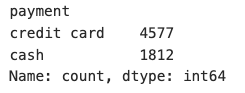 payment
credit card    4577
cash           1812
Name: count, dtype: int64